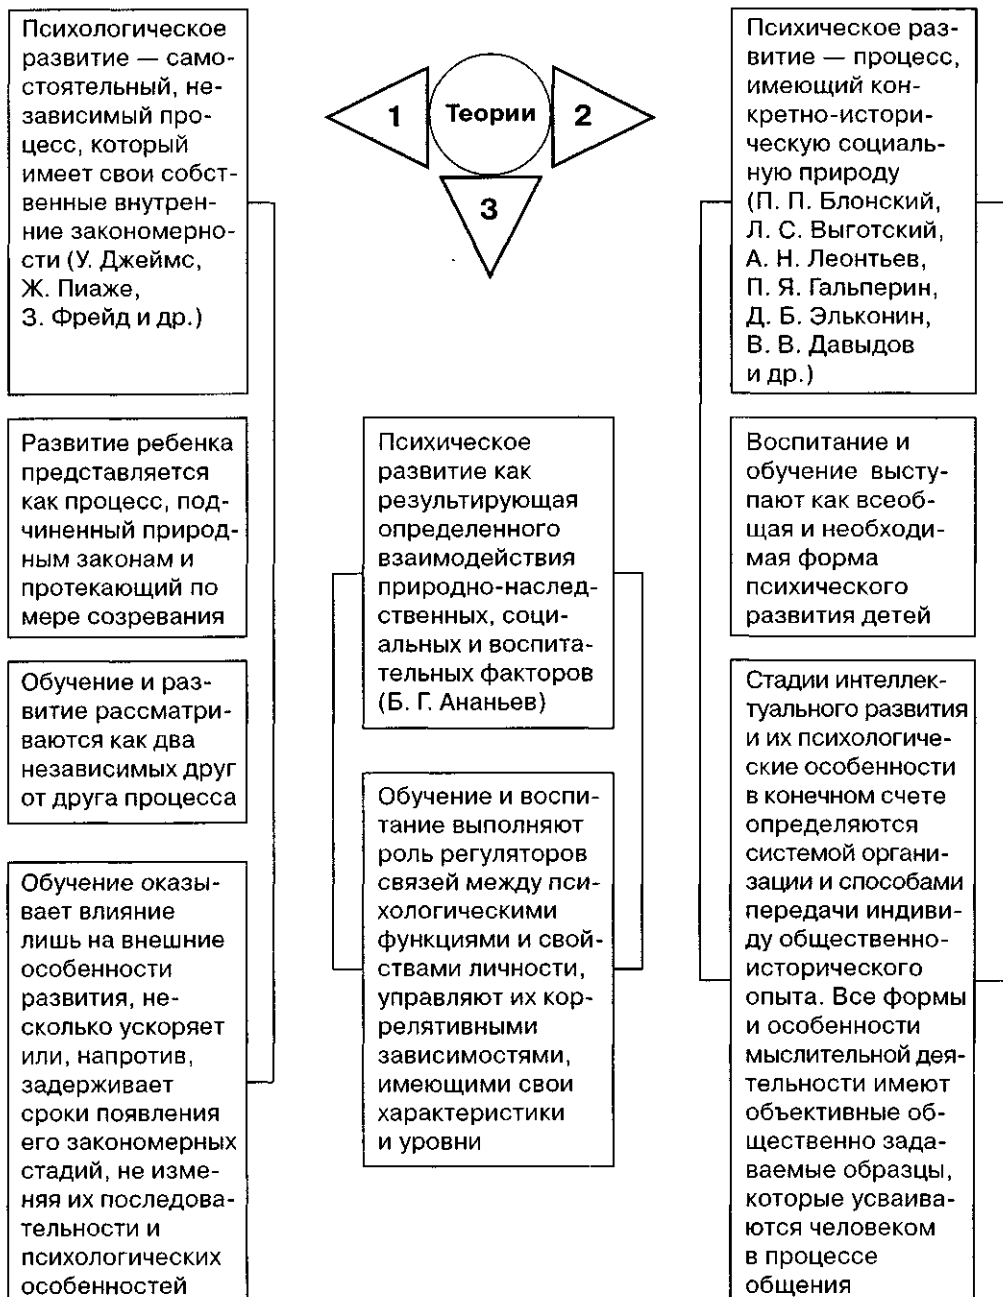 Психологическое
развитие — само-
стоятельный, не-
зависимый про-
цесс, который
имеет свои собст-
венные внутрен-
ние закономерно-
сти (У. Джеймс,
Ж. Пиаже,
З. Фрейд и др.)
Развитие ребенка
представляется
как процесс, под-
чиненный природ-
ным законам и
протекающий по
мере созревания
Обучение и раз-
витие рассматри-
ваются как два
независимых друг
от друга процесса
Обучение оказы-
вает влияние
лишь на внешние
особенности
развития, не-
сколько ускоряет
или, напротив,
задерживает
сроки появления
его закономерных
стадий, не изме-
няя их последова-
тельности и
психологических
особенностей
1 Теории 2
3
Психическое
развитие как
результирующая
определенного
взаимодействия
природно-наслед-
ственных, соци-
альных и воспита-
тельных факторов
(Б. Г. Ананьев)
Обучение и воспи-
тание выполняют
роль регуляторов
связей между пси-
хологическими
функциями и свой-
ствами личности,
управляют их кор-
релятивными
зависимостями,
имеющими свои
характеристики
и уровни
Психическое раз-
витие — процесс,
имеющий кон-
кретно-истори-
ческую социаль-
ную природу
(П. П. Блонский,
Л. С. Выготский,
А. Н. Леонтьев,
П. Я. Гальперин,
Д. Б. Эльконин,
В. В. Давыдов
и др.)
Воспитание и
обучение высту-
пают как всеоб-
щая и необходи-
мая форма
психического
развития детей
Стадии интеллек-
туального развития
и их психологиче-
ские особенности
в конечном счете
определяются
системой органи-
зации и способами
передачи индиви-
ду общественно-
исторического
опыта. Все формы
и особенности
мыслительной дея-
тельности имеют
объективные об-
щественно зада-
ваемые образцы,
которые усваива-
ются человеком
в процессе
общения